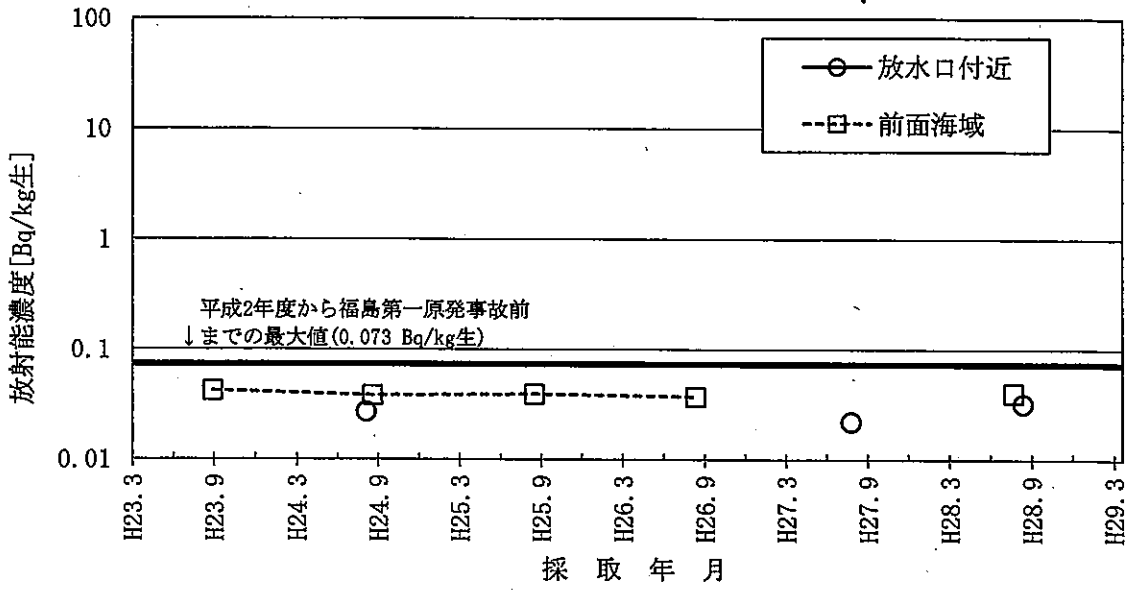 100
10
1
0.1
0.01
放射能濃度[Bq/kg生]
放水口付近
前面海域
平成2年度から福島第一原発事故前
↓までの最大値(0.073 Bq/kg生)
H23.3
H23.9
H24.3
H24.9
H25.3
H25.9
H26.3
H26.9
H27.3
H27.9
H28.3
H28.9
H29.3
採取年月